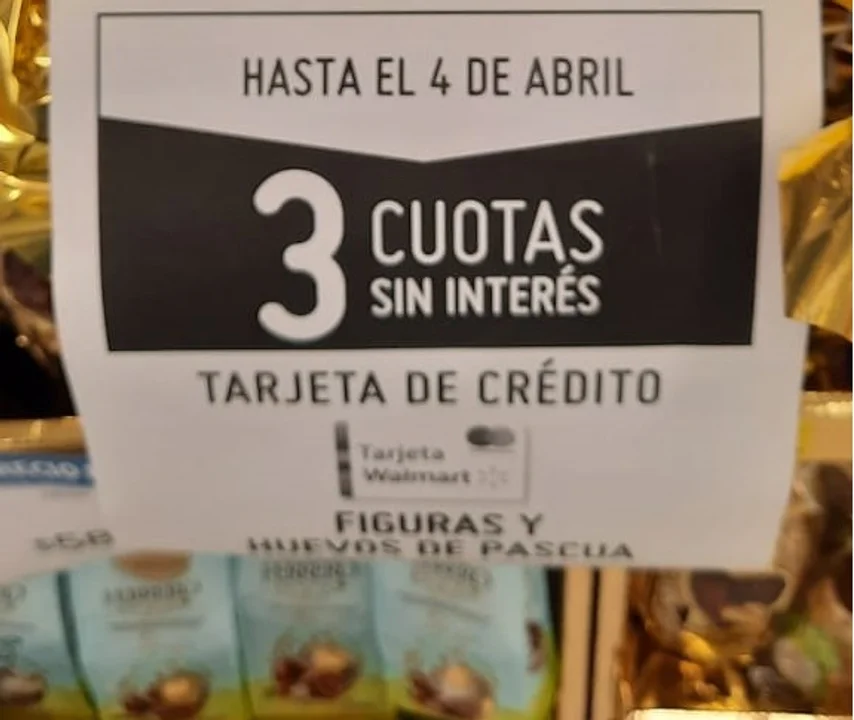 HASTA EL 4 DE ABRIL
3 CUOTAS
SIN INTERÉS
TARJETA DE CRÉDITO
Tarjeta
Walmart
FIGURAS Y
HUEVOS DE PASCUA